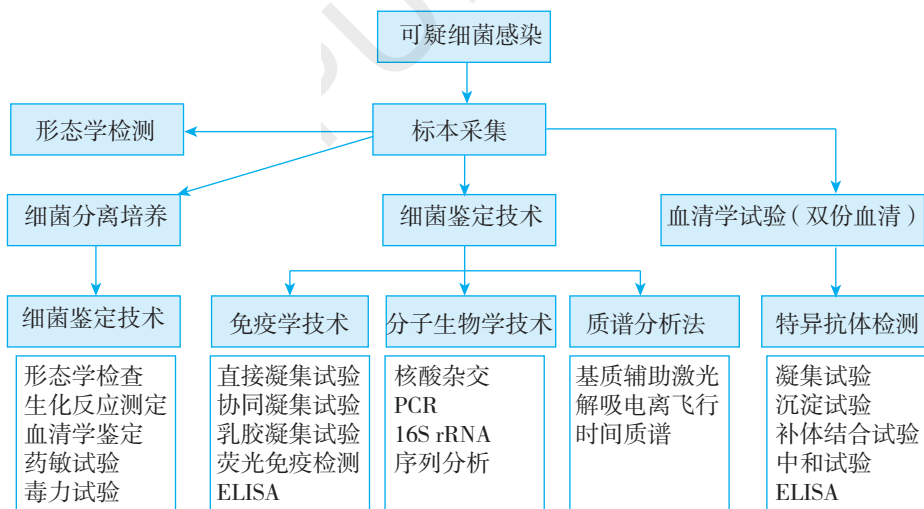 可疑细菌感染
形态学检测
标本采集
细菌分离培养
细菌鉴定技术
血清学试验（双份血清）
细菌鉴定技术
免疫学技术
分子生物学技术
质谱分析法
特异抗体检测
形态学检查
生化反应测定
血清学鉴定
药敏试验
毒力试验
直接凝集试验
协同凝集试验
乳胶凝集试验
荧光免疫检测
ELISA
核酸杂交
PCR
16S rRNA
序列分析
基质辅助激光
解吸电离飞行
时间质谱
凝集试验
沉淀试验
补体结合试验
中和试验
ELISA